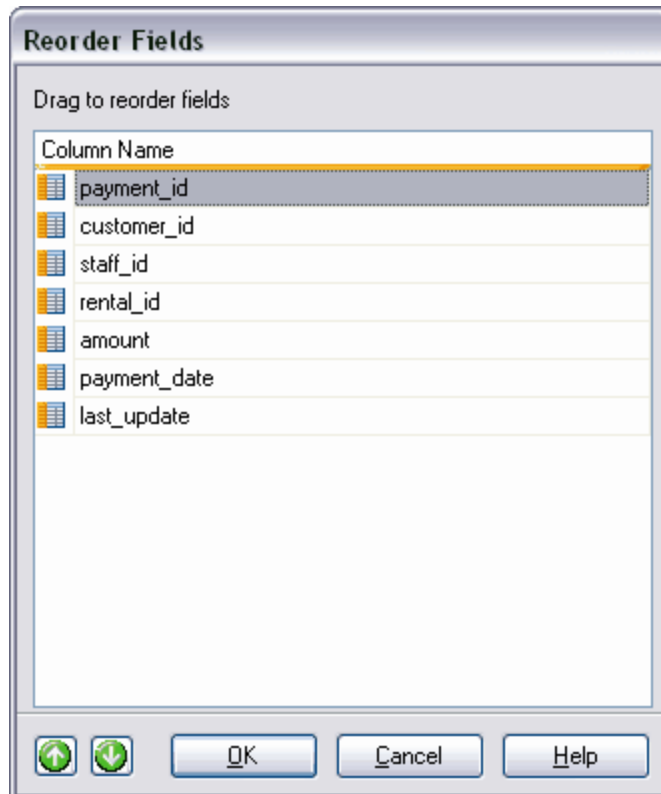 Reorder Fields
Drag to reorder fields
Column Name
payment_id
customer_id
staff_id
rental_id
amount
payment_date
last_update
OK Cancel Help